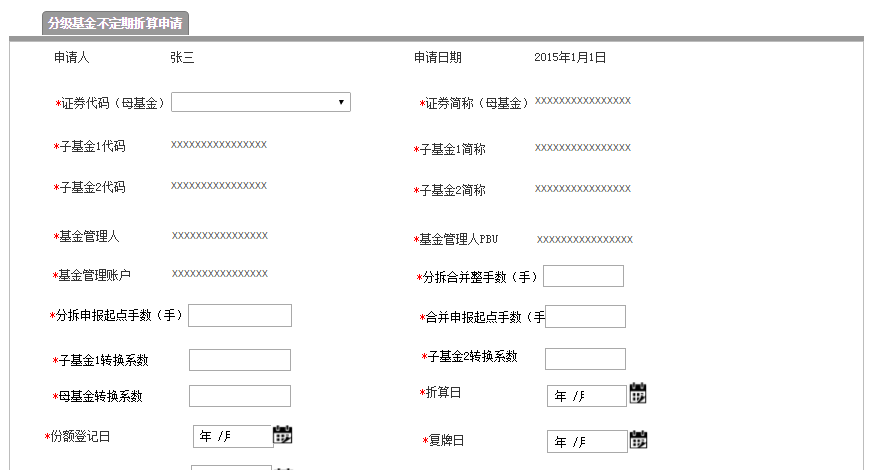 分级基金不定期折算申请
申请人 张三 申请日期 2015年1月1日
*证券代码（母基金） *证券简称（母基金） XXXXXXXXXXXXXXXX
*子基金1代码 XXXXXXXXXXXXXXXX *子基金1简称 XXXXXXXXXXXXXXXX
*子基金2代码 XXXXXXXXXXXXXXXX *子基金2简称 XXXXXXXXXXXXXXXX
*基金管理人 XXXXXXXXXXXXXXXX *基金管理人PBU XXXXXXXXXXXXXXXX
*基金管理账户 XXXXXXXXXXXXXXXX *分拆合并整手数（手）
*分拆申报起点手数（手） *合并申报起点手数（手
*子基金1转换系数 *子基金2转换系数
*母基金转换系数 *折算日 年 /月
*份额登记日 年 /月 *复牌日 年 /月